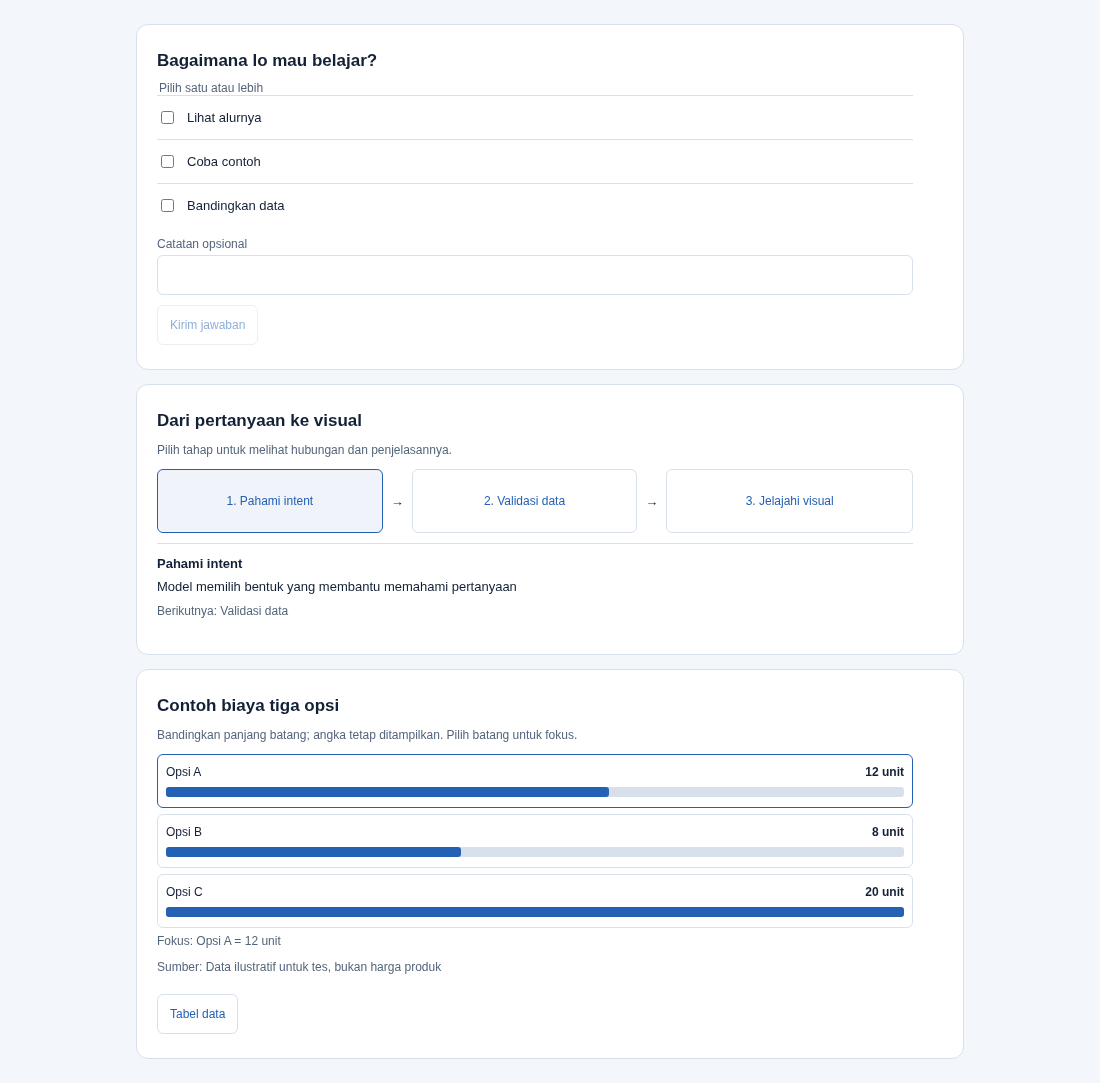 Bagaimana lo mau belajar?
Pilih satu atau lebih
Lihat alurnya
Coba contoh
Bandingkan data
Catatan opsional
Kirim jawaban
Dari pertanyaan ke visual
Pilih tahap untuk melihat hubungan dan penjelasannya.
1. Pahami intent → 2. Validasi data → 3. Jelajahi visual
Pahami intent
Model memilih bentuk yang membantu memahami pertanyaan
Berikutnya: Validasi data
Contoh biaya tiga opsi
Bandingkan panjang batang; angka tetap ditampilkan. Pilih batang untuk fokus.
Opsi A 12 unit
Opsi B 8 unit
Opsi C 20 unit
Fokus: Opsi A = 12 unit
Sumber: Data ilustratif untuk tes, bukan harga produk
Tabel data